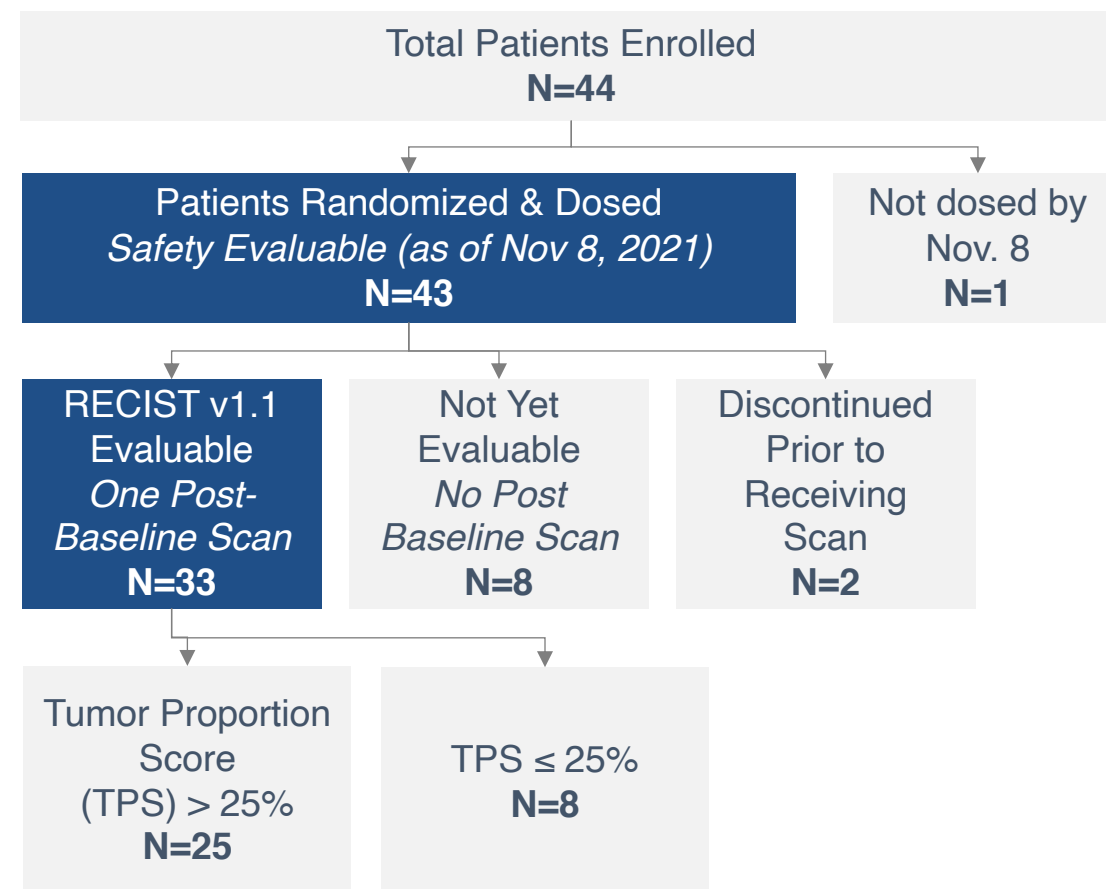 Total Patients Enrolled
N=44
Patients Randomized & Dosed
Safety Evaluable (as of Nov 8, 2021)
N=43
Not dosed by
Nov. 8
N=1
RECIST v1.1
Evaluable
One Post-
Baseline Scan
N=33
Not Yet
Evaluable
No Post
Baseline Scan
N=8
Discontinued
Prior to
Receiving
Scan
N=2
Tumor Proportion
Score
(TPS) > 25%
N=25
TPS ≤ 25%
N=8